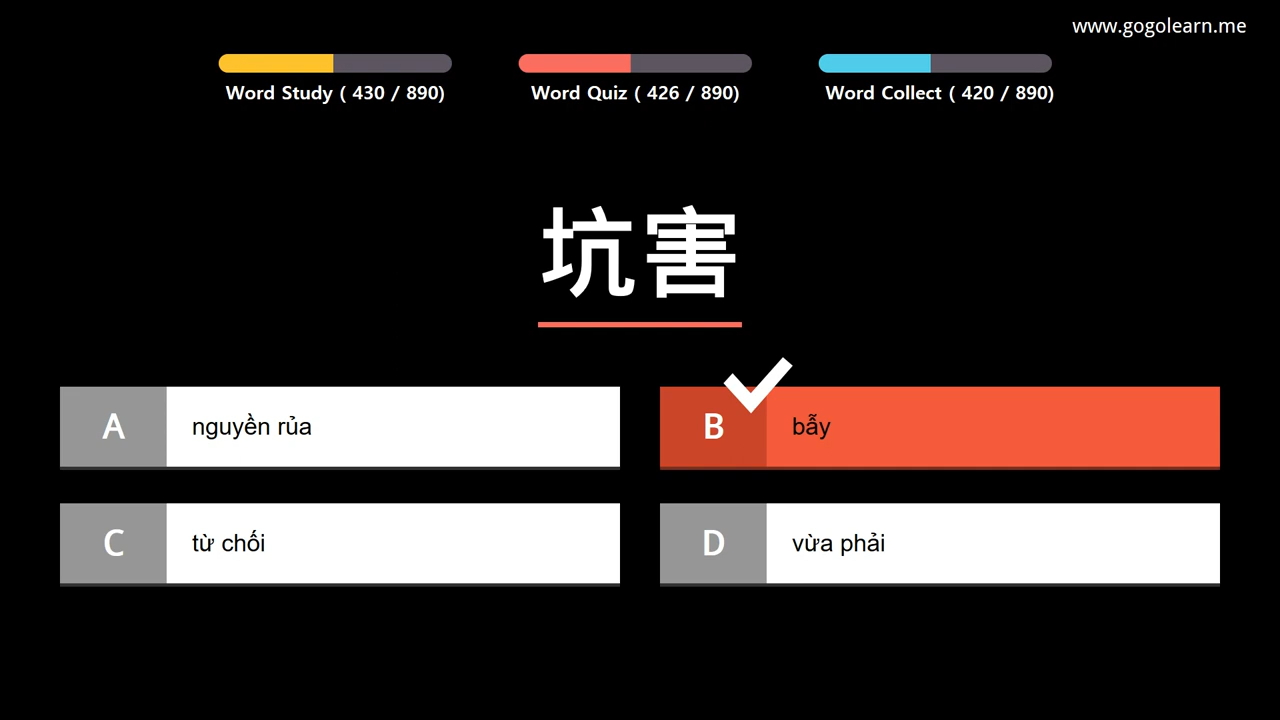 www.gogolearn.me
Word Study ( 430 / 890)
Word Quiz ( 426 / 890)
Word Collect ( 420 / 890)
坑害
A nguyền rủa
B bẫy
C từ chối
D vừa phải